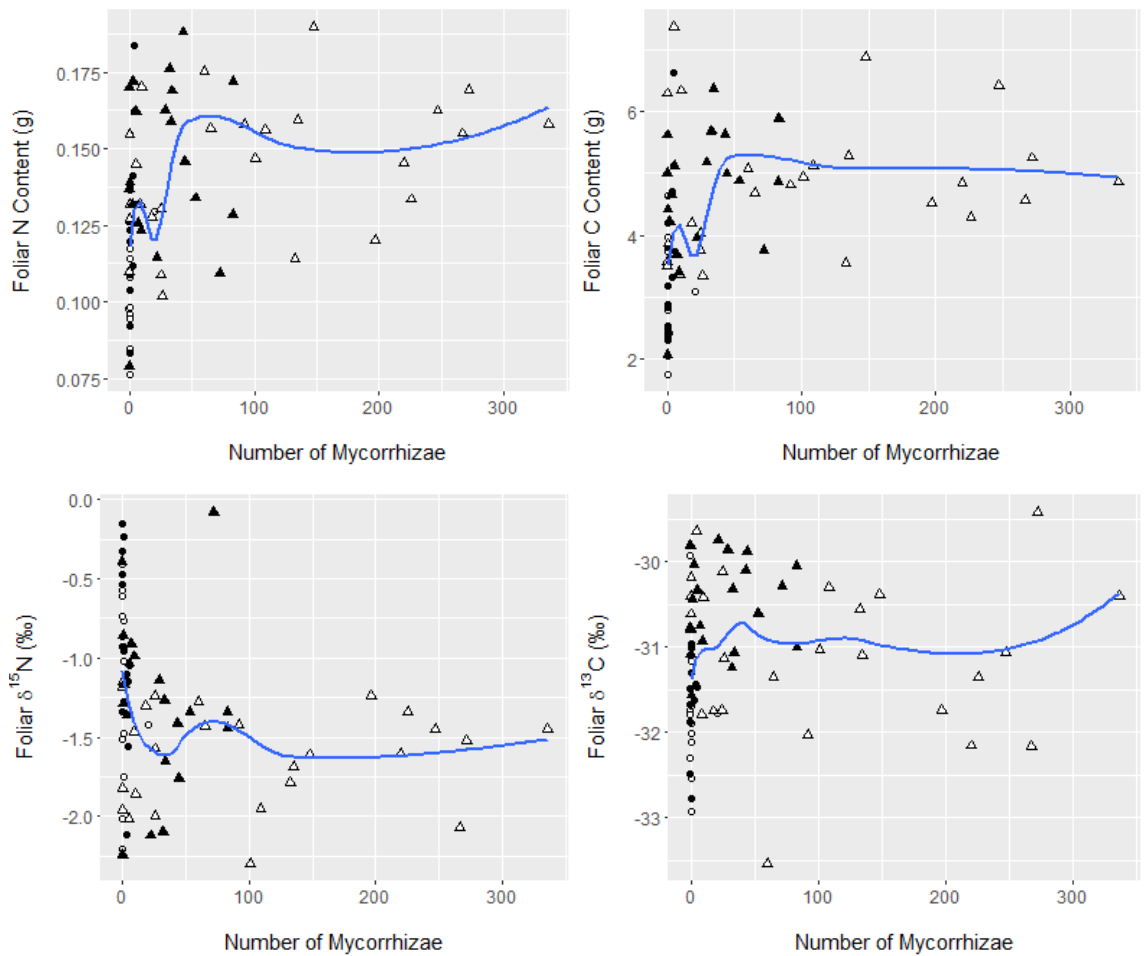 Foliar N Content (g)
0.175
0.150
0.125
0.100
0.075
0 100 200 300
Number of Mycorrhizae
Foliar C Content (g)
6
4
2
0 100 200 300
Number of Mycorrhizae
Foliar δ¹⁵N (‰)
0.0
-0.5
-1.0
-1.5
-2.0
0 100 200 300
Number of Mycorrhizae
Foliar δ¹³C (‰)
-30
-31
-32
-33
0 100 200 300
Number of Mycorrhizae